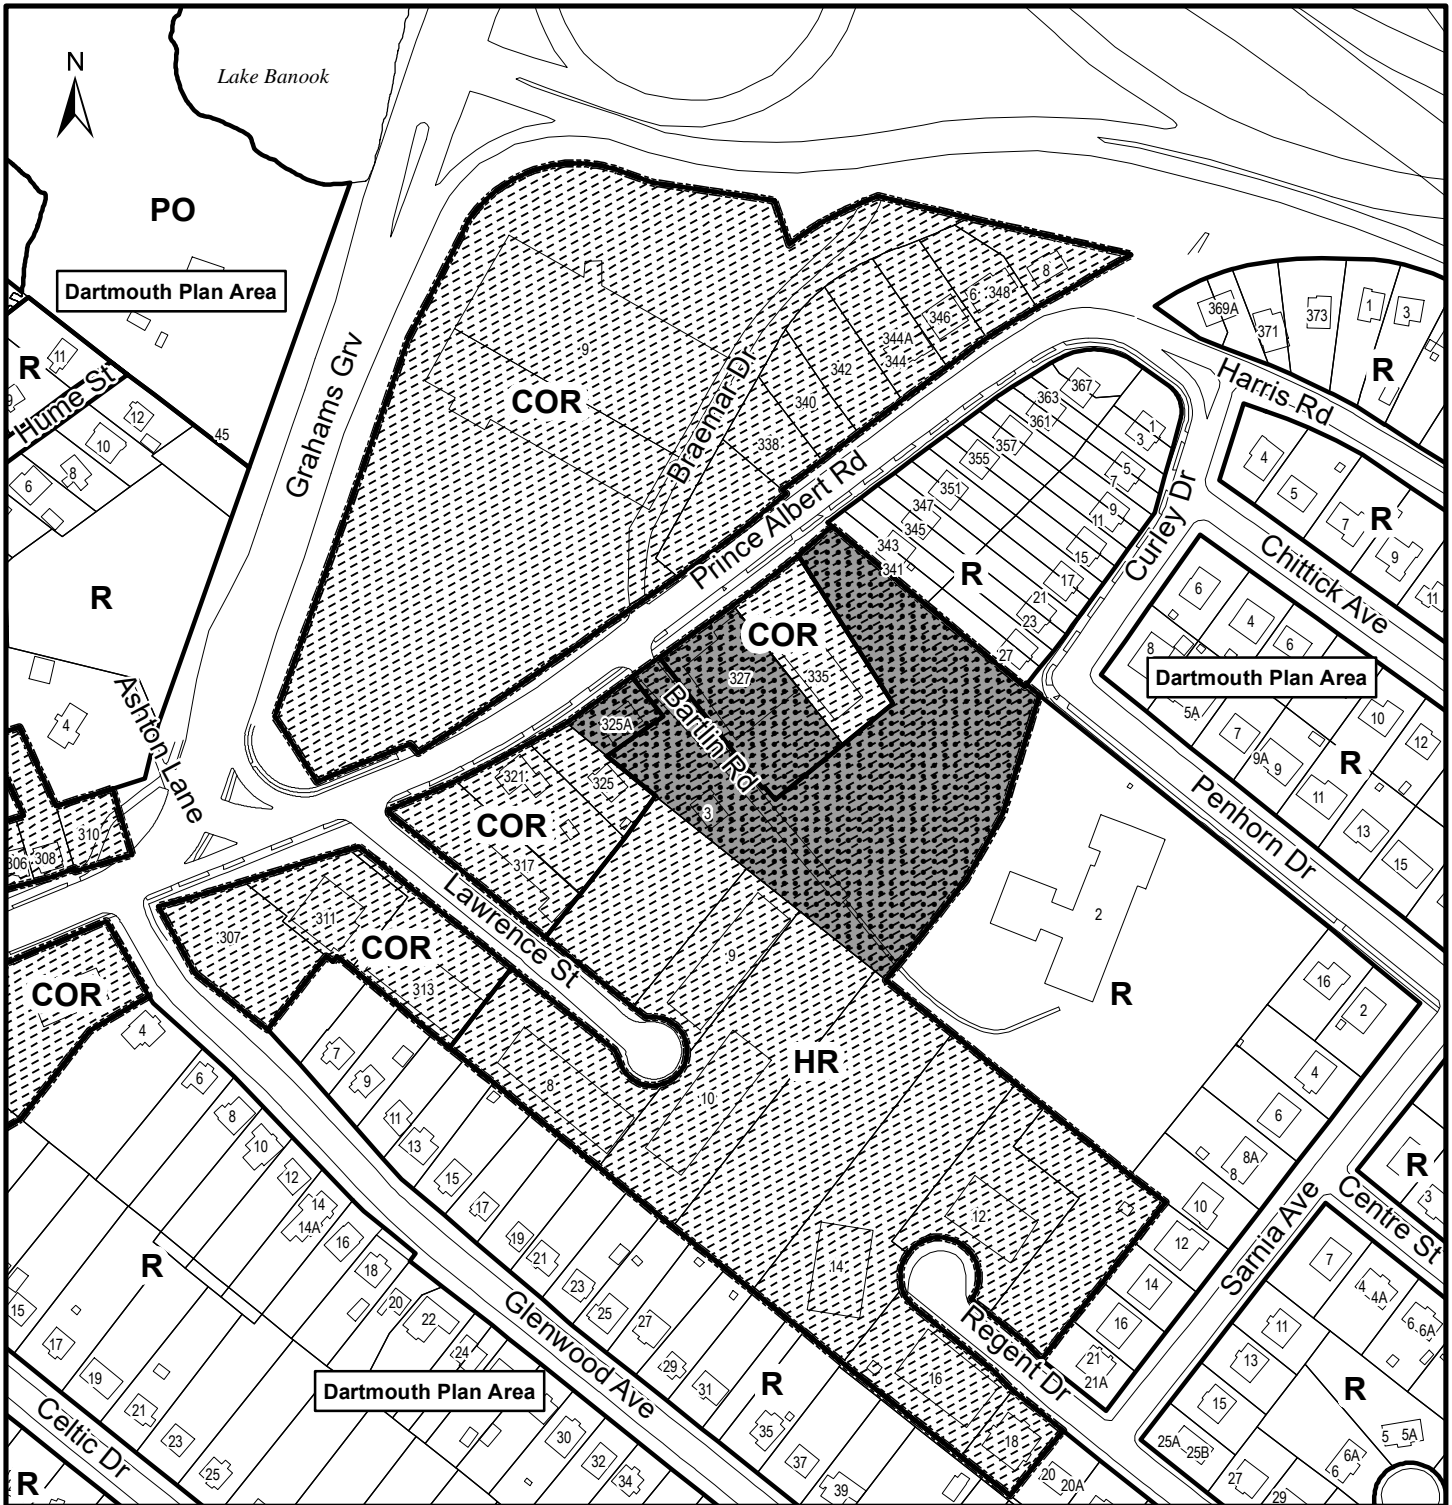 N
Lake Banook
PO
Dartmouth Plan Area
R
11
9
Hume St
12
10
8
6
45
Grahams Grv
R
4
Ashton Lane
310
308
306
9
COR
Braemar Dr
338
340
342
344
344A
346
6
348
8
Prince Albert Rd
369A
371
373
1
3
R
Harris Rd
367
363
361
357
355
351
347
345
343
341
R
1
3
5
7
9
11
15
17
21
23
27
Curley Dr
4
5
7
9
11
R
Chittick Ave
6
4
6
8
Dartmouth Plan Area
5A
7
9A
9
11
13
15
10
12
R
Penhorn Dr
COR
335
327
325A
Bartlin Rd
3
321
325
COR
317
Lawrence St
307
311
COR
313
COR
4
6
8
10
12
14
14A
16
18
20
22
24
30
32
34
7
9
11
13
15
17
19
21
23
25
27
29
31
35
37
39
R
Glenwood Ave
8
9
10
HR
12
14
16
18
Regent Dr
2
R
16
2
4
6
8A
8
10
12
14
16
21
21A
Sarnia Ave
R
3
Centre St
7
4
4A
6
6A
11
13
15
25A
25B
27
29
R
5
5A
6A
6
20
20A
R
15
17
19
21
23
25
Celtic Dr
R
Dartmouth Plan Area